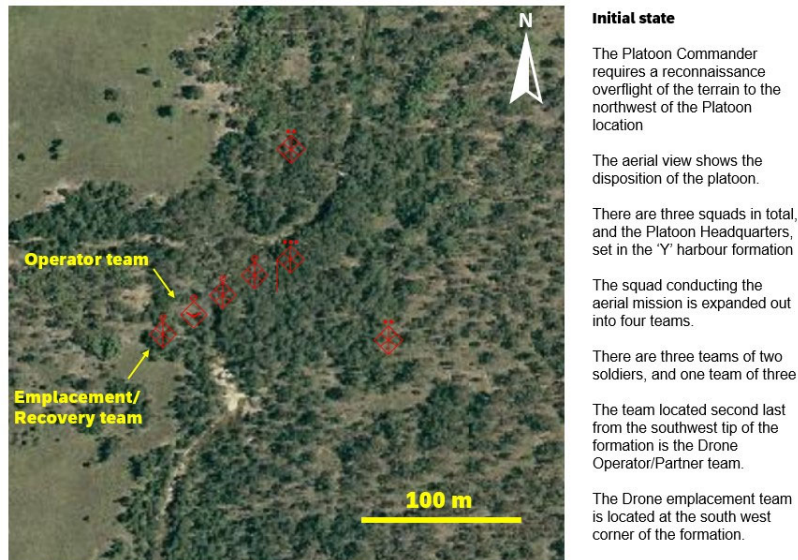 N
Operator team
Emplacement/
Recovery team
100 m
Initial state
The Platoon Commander
requires a reconnaissance
overflight of the terrain to the
northwest of the Platoon
location
The aerial view shows the
disposition of the platoon.
There are three squads in total,
and the Platoon Headquarters,
set in the ‘Y’ harbour formation
The squad conducting the
aerial mission is expanded out
into four teams.
There are three teams of two
soldiers, and one team of three
The team located second last
from the southwest tip of the
formation is the Drone
Operator/Partner team.
The Drone emplacement team
is located at the south west
corner of the formation.